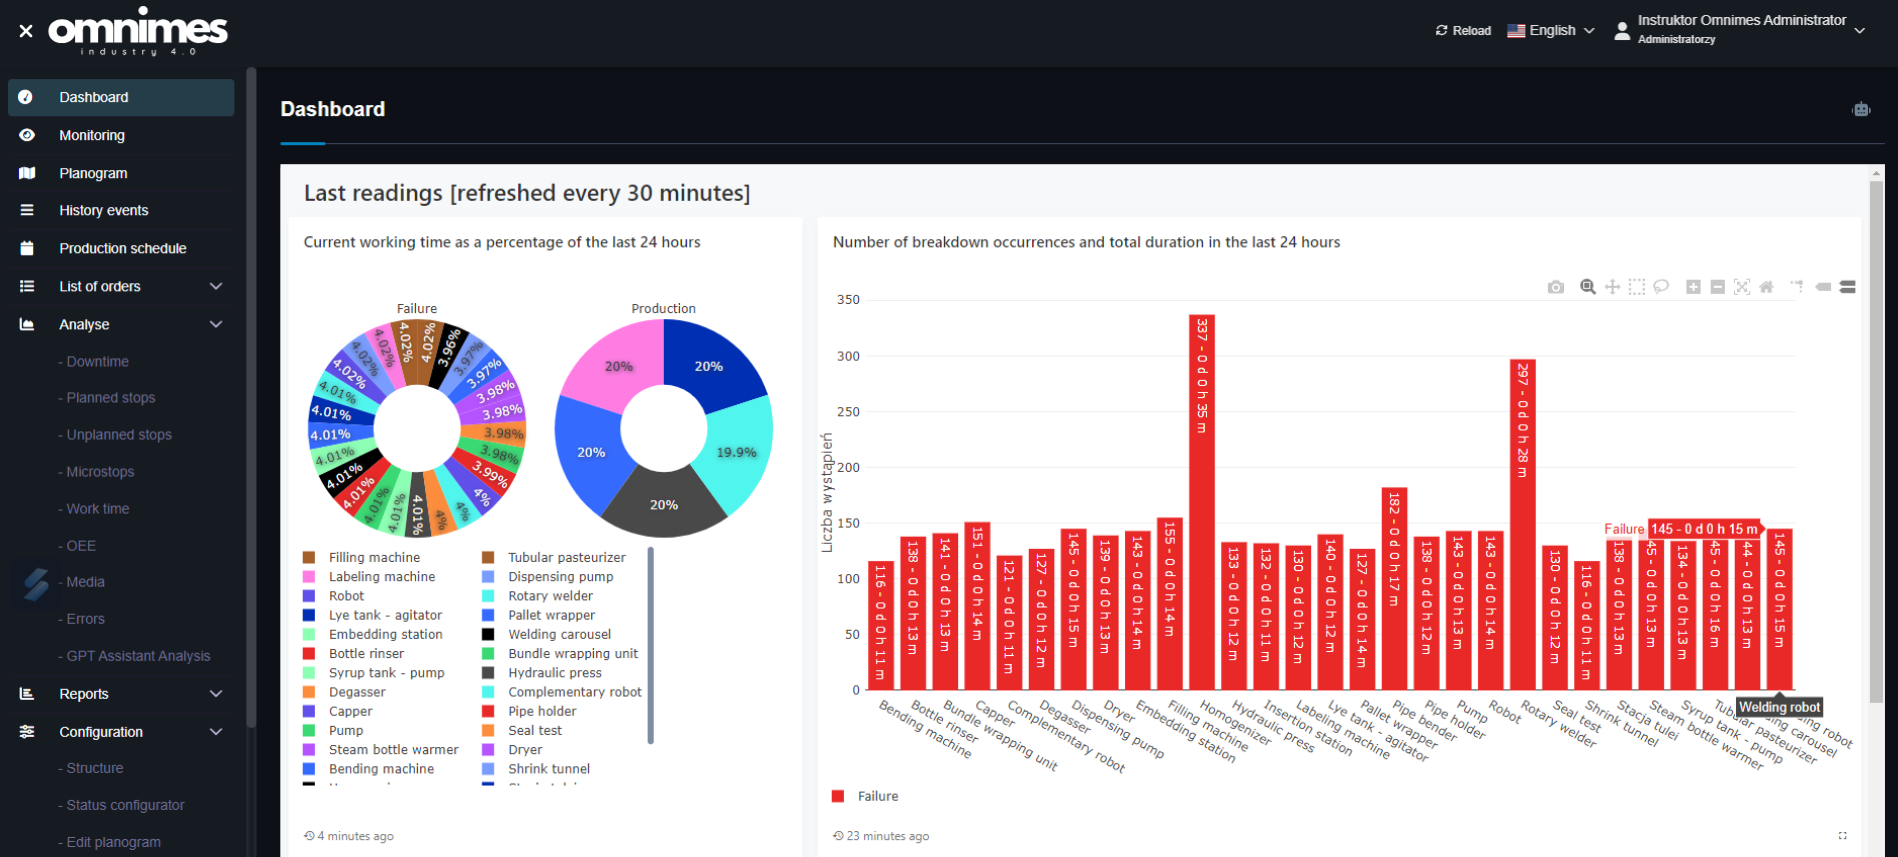 omnimes
industry 4.0
Reload
English
Instruktor Omnimes Administrator
Administratorzy
Dashboard
Monitoring
Planogram
History events
Production schedule
List of orders
Analyse
- Downtime
- Planned stops
- Unplanned stops
- Microstops
- Work time
- OEE
- Media
- Errors
- GPT Assistant Analysis
Reports
Configuration
- Structure
- Status configurator
- Edit planogram
Dashboard
Last readings [refreshed every 30 minutes]
Current working time as a percentage of the last 24 hours
Failure
4.02%
4.02%
3.96%
3.97%
3.97%
3.98%
3.98%
3.98%
3.98%
3.99%
4%
4%
4%
4.01%
4.01%
4.01%
4.01%
4.01%
4.01%
4.01%
4.01%
4.01%
4.02%
4.02%
4.02%
Production
20%
19.9%
20%
20%
20%
Filling machine
Labeling machine
Robot
Lye tank - agitator
Embedding station
Bottle rinser
Syrup tank - pump
Degasser
Capper
Pump
Steam bottle warmer
Bending machine
Tubular pasteurizer
Dispensing pump
Rotary welder
Pallet wrapper
Welding carousel
Bundle wrapping unit
Hydraulic press
Complementary robot
Pipe holder
Seal test
Dryer
Shrink tunnel
4 minutes ago
Number of breakdown occurrences and total duration in the last 24 hours
Liczba wystąpień
350
300
250
200
150
100
50
0
116 - 0 d 0 h 11 m
138 - 0 d 0 h 13 m
141 - 0 d 0 h 13 m
151 - 0 d 0 h 14 m
121 - 0 d 0 h 11 m
127 - 0 d 0 h 12 m
145 - 0 d 0 h 15 m
139 - 0 d 0 h 13 m
143 - 0 d 0 h 14 m
155 - 0 d 0 h 14 m
337 - 0 d 0 h 35 m
133 - 0 d 0 h 12 m
132 - 0 d 0 h 11 m
130 - 0 d 0 h 12 m
140 - 0 d 0 h 12 m
127 - 0 d 0 h 14 m
182 - 0 d 0 h 17 m
138 - 0 d 0 h 12 m
143 - 0 d 0 h 13 m
143 - 0 d 0 h 14 m
297 - 0 d 0 h 28 m
130 - 0 d 0 h 12 m
116 - 0 d 0 h 11 m
138 - 0 d 0 h 13 m
45 - 0 d 0 h 13 m
134 - 0 d 0 h 13 m
45 - 0 d 0 h 16 m
44 - 0 d 0 h 13 m
145 - 0 d 0 h 15 m
Failure
145 - 0 d 0 h 15 m
Bending machine
Bottle rinser
Bundle wrapping unit
Capper
Complementary robot
Degasser
Dispensing pump
Dryer
Embedding station
Filling machine
Homogenizer
Hydraulic press
Insertion station
Labeling machine
Lye tank - agitator
Pallet wrapper
Pipe bender
Pipe holder
Pump
Robot
Rotary welder
Seal test
Shrink tunnel
Stacja tulei
Steam bottle warmer
Syrup tank - pump
Tubular pasteurizer
carousel
robot
Welding robot
Failure
23 minutes ago